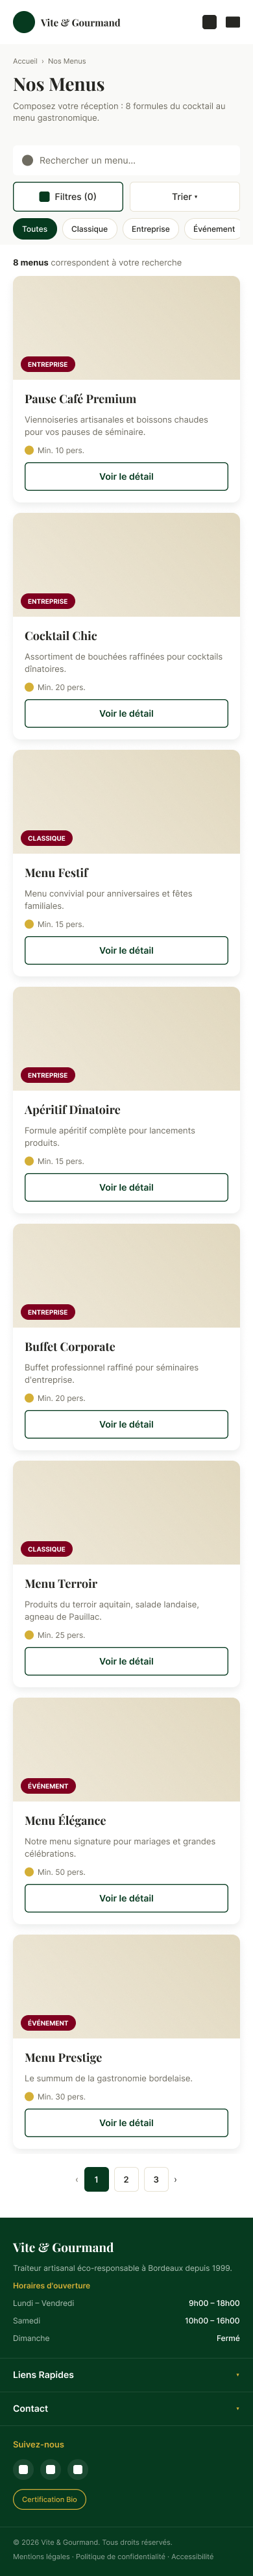 Vite & Gourmand
Accueil › Nos Menus
Nos Menus
Composez votre réception : 8 formules du cocktail au
menu gastronomique.
Rechercher un menu...
Filtres (0)
Trier ▾
Toutes
Classique
Entreprise
Événement
8 menus correspondent à votre recherche
ENTREPRISE
Pause Café Premium
Viennoiseries artisanales et boissons chaudes
pour vos pauses de séminaire.
Min. 10 pers.
Voir le détail
ENTREPRISE
Cocktail Chic
Assortiment de bouchées raffinées pour cocktails
dînatoires.
Min. 20 pers.
Voir le détail
CLASSIQUE
Menu Festif
Menu convivial pour anniversaires et fêtes
familiales.
Min. 15 pers.
Voir le détail
ENTREPRISE
Apéritif Dînatoire
Formule apéritif complète pour lancements
produits.
Min. 15 pers.
Voir le détail
ENTREPRISE
Buffet Corporate
Buffet professionnel raffiné pour séminaires
d'entreprise.
Min. 20 pers.
Voir le détail
CLASSIQUE
Menu Terroir
Produits du terroir aquitain, salade landaise,
agneau de Pauillac.
Min. 25 pers.
Voir le détail
ÉVÉNEMENT
Menu Élégance
Notre menu signature pour mariages et grandes
célébrations.
Min. 50 pers.
Voir le détail
ÉVÉNEMENT
Menu Prestige
Le summum de la gastronomie bordelaise.
Min. 30 pers.
Voir le détail
‹ 1 2 3 ›
Vite & Gourmand
Traiteur artisanal éco-responsable à Bordeaux depuis 1999.
Horaires d'ouverture
Lundi – Vendredi 9h00 – 18h00
Samedi 10h00 – 16h00
Dimanche Fermé
Liens Rapides ▾
Contact ▾
Suivez-nous
Certification Bio
© 2026 Vite & Gourmand. Tous droits réservés.
Mentions légales · Politique de confidentialité · Accessibilité